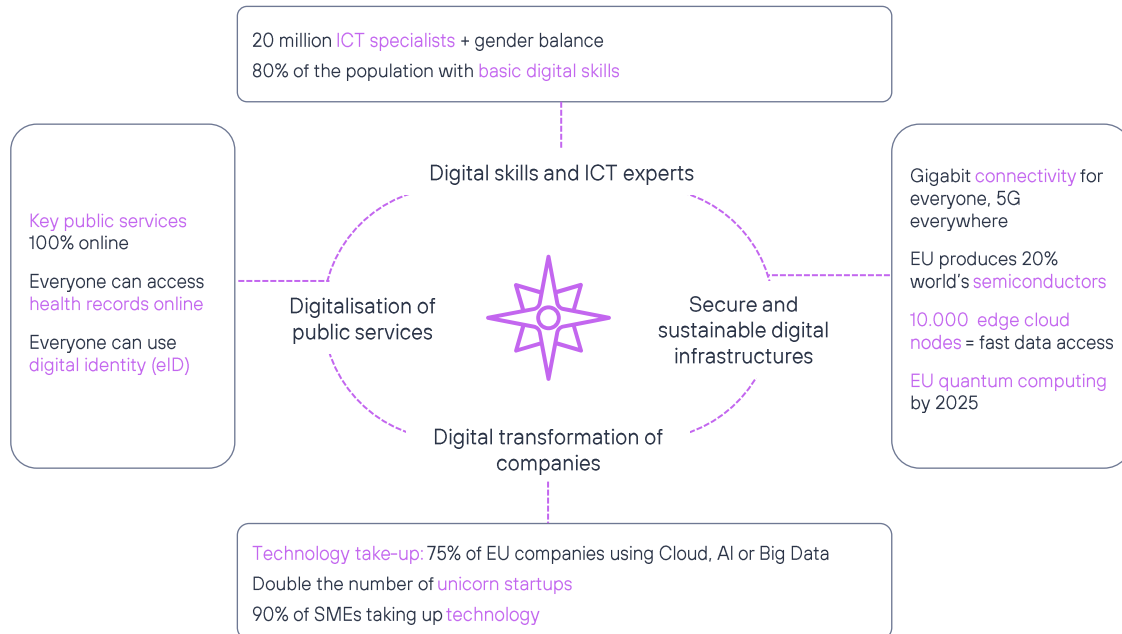 20 million ICT specialists + gender balance
80% of the population with basic digital skills
Digital skills and ICT experts
Key public services
100% online
Everyone can access
health records online
Everyone can use
digital identity (eID)
Digitalisation of
public services
Secure and
sustainable digital
infrastructures
Gigabit connectivity for
everyone, 5G
everywhere
EU produces 20%
world's semiconductors
10.000 edge cloud
nodes = fast data access
EU quantum computing
by 2025
Digital transformation of
companies
Technology take-up: 75% of EU companies using Cloud, AI or Big Data
Double the number of unicorn startups
90% of SMEs taking up technology